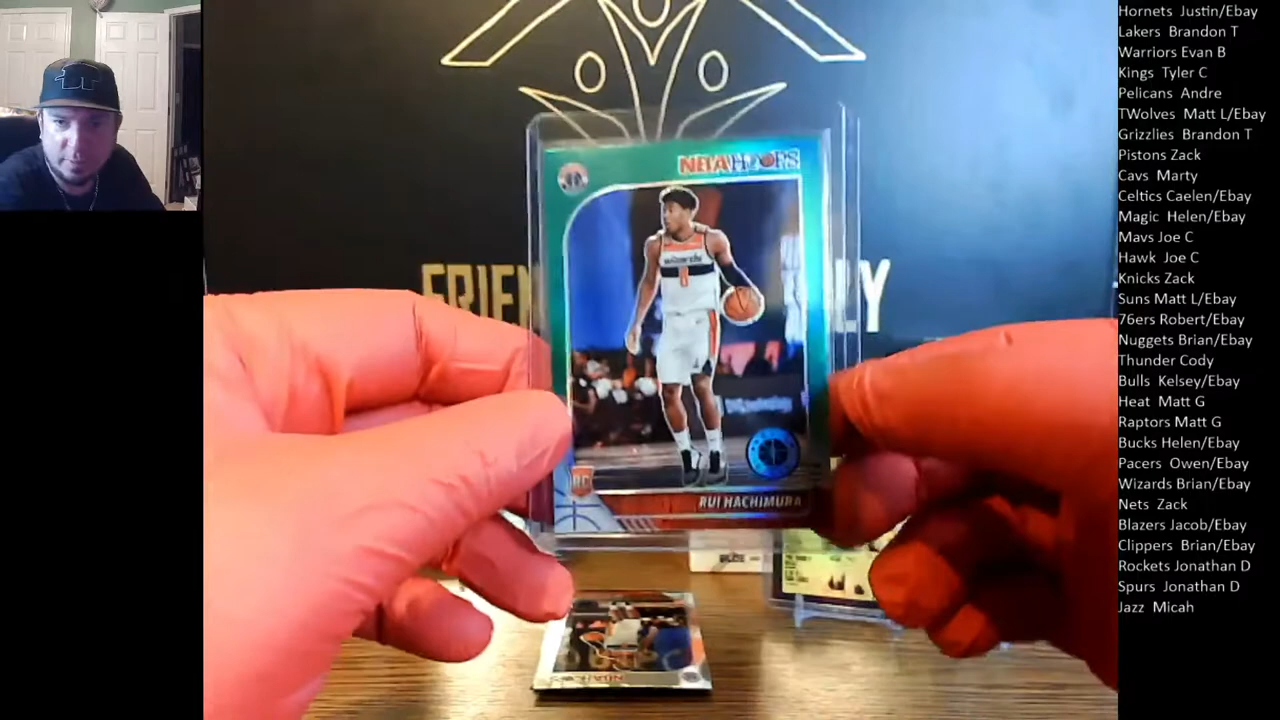 NBA HOOPS
wizards
8
RC
RUI HACHIMURA
Hornets Justin/Ebay
Lakers Brandon T
Warriors Evan B
Kings Tyler C
Pelicans Andre
TWolves Matt L/Ebay
Grizzlies Brandon T
Pistons Zack
Cavs Marty
Celtics Caelen/Ebay
Magic Helen/Ebay
Mavs Joe C
Hawk Joe C
Knicks Zack
Suns Matt L/Ebay
76ers Robert/Ebay
Nuggets Brian/Ebay
Thunder Cody
Bulls Kelsey/Ebay
Heat Matt G
Raptors Matt G
Bucks Helen/Ebay
Pacers Owen/Ebay
Wizards Brian/Ebay
Nets Zack
Blazers Jacob/Ebay
Clippers Brian/Ebay
Rockets Jonathan D
Spurs Jonathan D
Jazz Micah